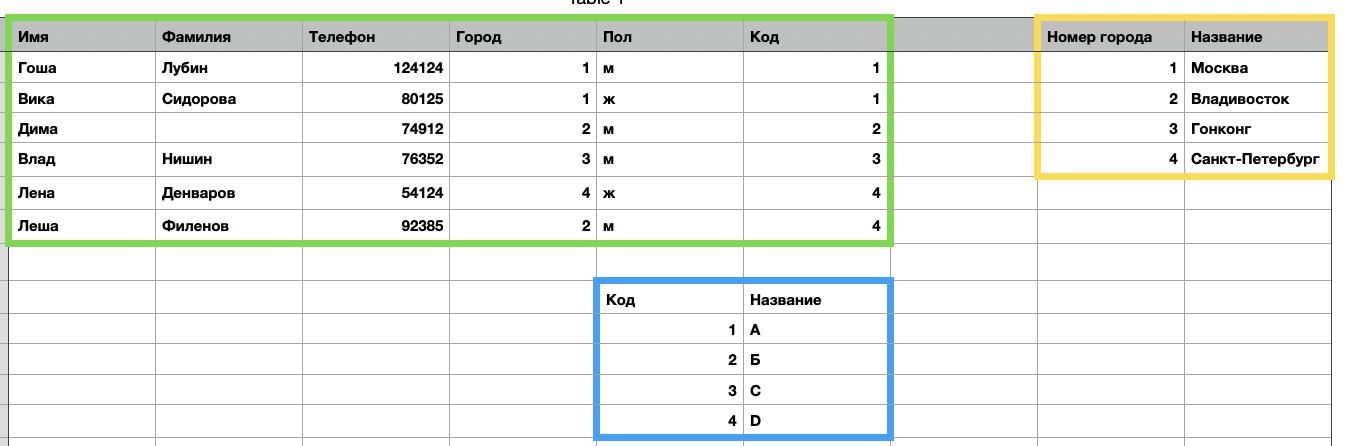 Table 1
Имя Фамилия Телефон Город Пол Код Номер города Название
Гоша Лубин 124124 1 м 1 1 Москва
Вика Сидорова 80125 1 ж 1 2 Владивосток
Дима 74912 2 м 2 3 Гонконг
Влад Нишин 76352 3 м 3 4 Санкт-Петербург
Лена Денваров 54124 4 ж 4
Леша Филенов 92385 2 м 4
Код Название
1 А
2 Б
3 С
4 D